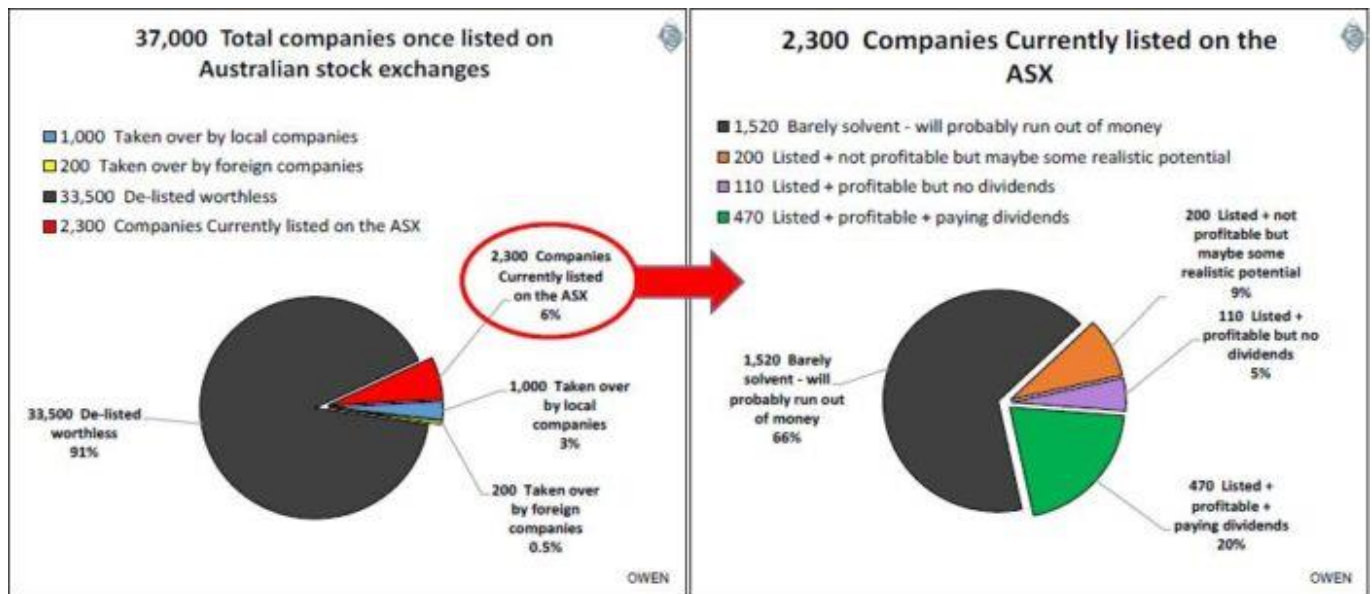 37,000 Total companies once listed on
Australian stock exchanges
1,000 Taken over by local companies
200 Taken over by foreign companies
33,500 De-listed worthless
2,300 Companies Currently listed on the ASX
2,300 Companies
Currently listed
on the ASX
6%
1,000 Taken over
by local
companies
3%
33,500 De-listed
worthless
91%
200 Taken over
by foreign
companies
0.5%
OWEN
2,300 Companies Currently listed on the
ASX
1,520 Barely solvent - will probably run out of money
200 Listed + not profitable but maybe some realistic potential
110 Listed + profitable but no dividends
470 Listed + profitable + paying dividends
200 Listed + not
profitable but
maybe some
realistic potential
9%
110 Listed +
profitable but no
dividends
5%
1,520 Barely
solvent - will
probably run out
of money
66%
470 Listed +
profitable +
paying dividends
20%
OWEN